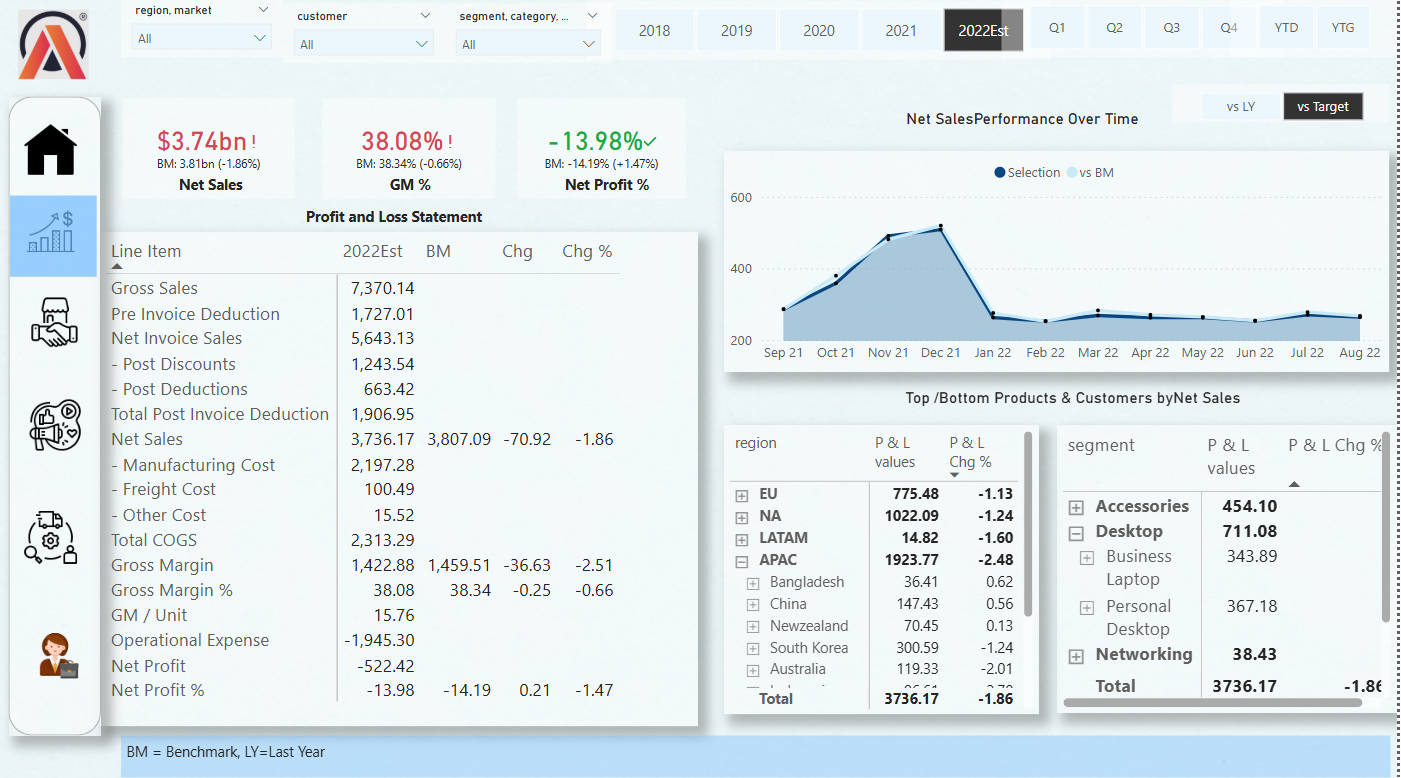 region, market
customer
segment, category, ...
All
All
All
2018
2019
2020
2021
2022Est
Q1
Q2
Q3
Q4
YTD
YTG
vs LY
vs Target
$3.74bn!
BM: 3.81bn (-1.86%)
Net Sales
38.08%!
BM: 38.34% (-0.66%)
GM %
-13.98%✓
BM: -14.19% (+1.47%)
Net Profit %
Profit and Loss Statement
Line Item 2022Est BM Chg Chg %
Gross Sales 7,370.14
Pre Invoice Deduction 1,727.01
Net Invoice Sales 5,643.13
- Post Discounts 1,243.54
- Post Deductions 663.42
Total Post Invoice Deduction 1,906.95
Net Sales 3,736.17 3,807.09 -70.92 -1.86
- Manufacturing Cost 2,197.28
- Freight Cost 100.49
- Other Cost 15.52
Total COGS 2,313.29
Gross Margin 1,422.88 1,459.51 -36.63 -2.51
Gross Margin % 38.08 38.34 -0.25 -0.66
GM / Unit 15.76
Operational Expense -1,945.30
Net Profit -522.42
Net Profit % -13.98 -14.19 0.21 -1.47
Net SalesPerformance Over Time
Selection vs BM
600
400
200
Sep 21 Oct 21 Nov 21 Dec 21 Jan 22 Feb 22 Mar 22 Apr 22 May 22 Jun 22 Jul 22 Aug 22
Top /Bottom Products & Customers byNet Sales
region P & L values P & L Chg %
EU 775.48 -1.13
NA 1022.09 -1.24
LATAM 14.82 -1.60
APAC 1923.77 -2.48
Bangladesh 36.41 0.62
China 147.43 0.56
Newzealand 70.45 0.13
South Korea 300.59 -1.24
Australia 119.33 -2.01
Total 3736.17 -1.86
segment P & L values P & L Chg %
Accessories 454.10
Desktop 711.08
Business Laptop 343.89
Personal Desktop 367.18
Networking 38.43
Total 3736.17 -1.86
BM = Benchmark, LY=Last Year